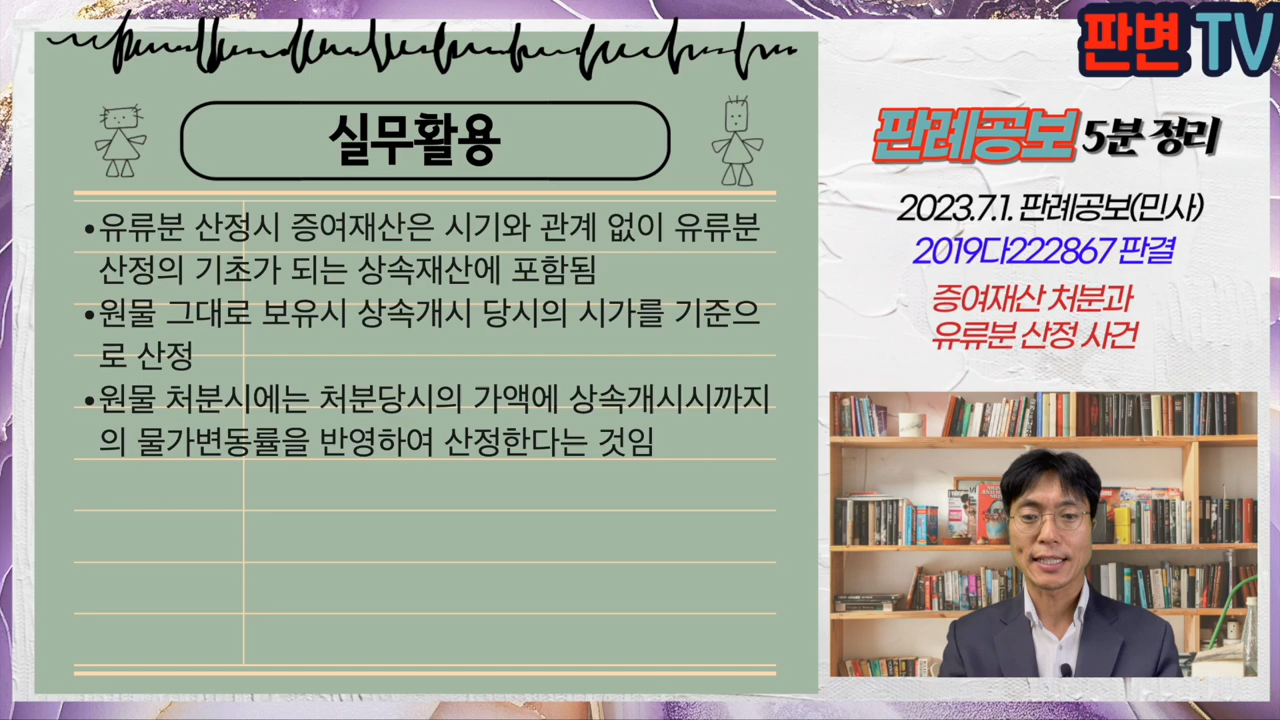 판변 TV
실무활용
•유류분 산정시 증여재산은 시기와 관계 없이 유류분
산정의 기초가 되는 상속재산에 포함됨
•원물 그대로 보유시 상속개시 당시의 시가를 기준으
로 산정
•원물 처분시에는 처분당시의 가액에 상속개시시까지
의 물가변동률을 반영하여 산정한다는 것임
판례공보 5분 정리
2023.7.1. 판례공보(민사)
2019다222867 판결
증여재산 처분과
유류분 산정 사건